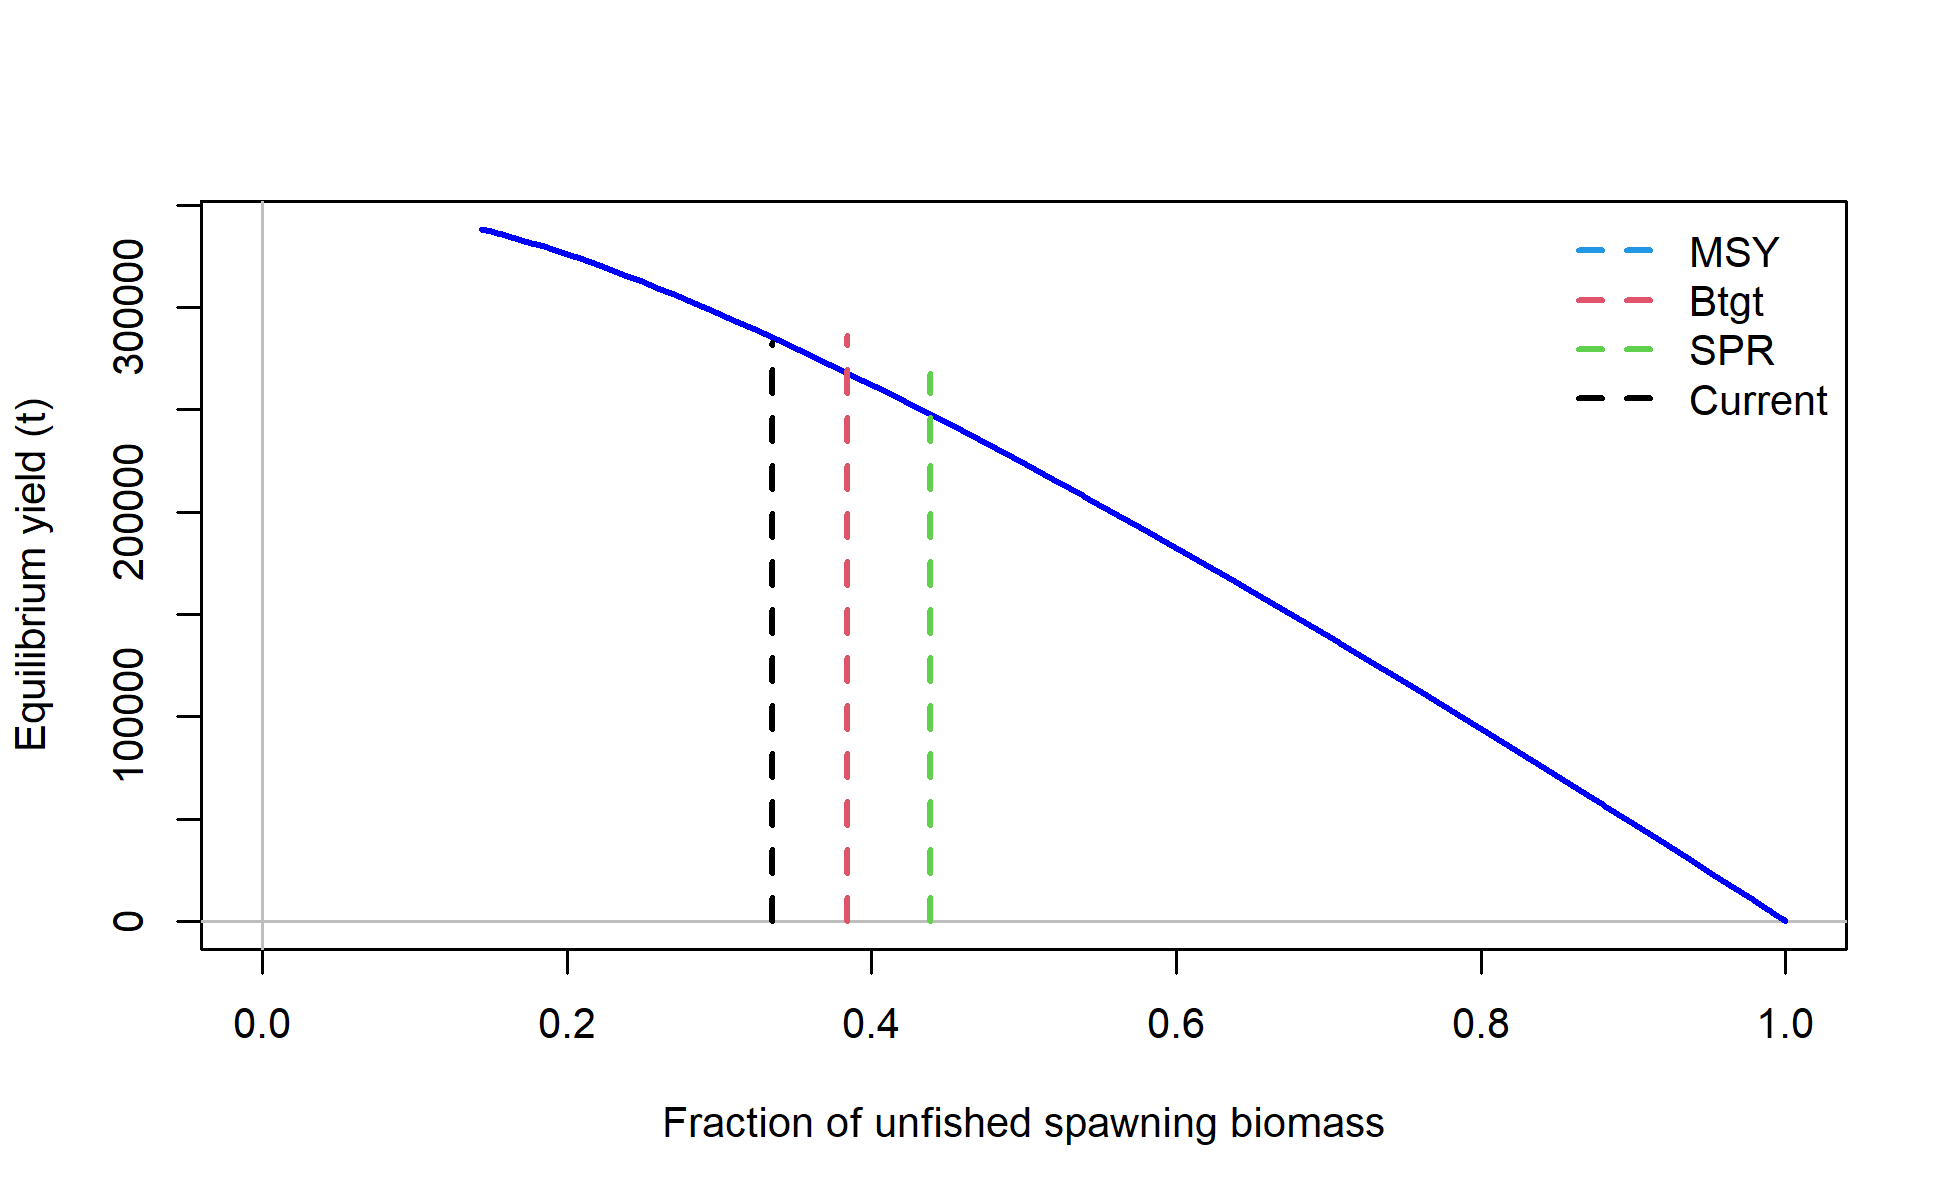 MSY
Btgt
SPR
Current
Equilibrium yield (t)
300000
200000
100000
0
0.0 0.2 0.4 0.6 0.8 1.0
Fraction of unfished spawning biomass